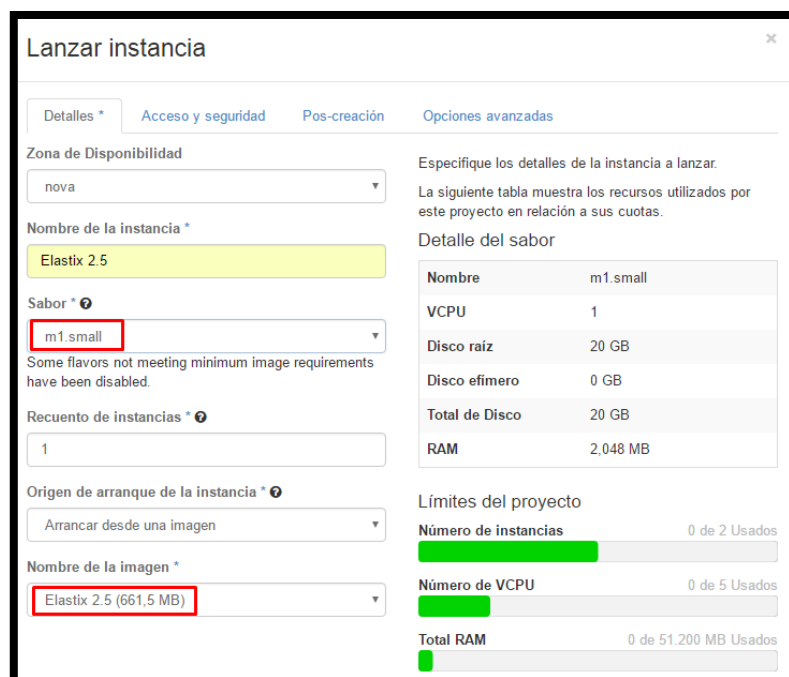 Lanzar instancia
×
Detalles *
Acceso y seguridad
Pos-creación
Opciones avanzadas
Zona de Disponibilidad
nova
Nombre de la instancia *
Elastix 2.5
Sabor *
m1.small
Some flavors not meeting minimum image requirements
have been disabled.
Recuento de instancias *
1
Origen de arranque de la instancia *
Arrancar desde una imagen
Nombre de la imagen *
Elastix 2.5 (661,5 MB)
Especifique los detalles de la instancia a lanzar.
La siguiente tabla muestra los recursos utilizados por
este proyecto en relación a sus cuotas.
Detalle del sabor
Nombre m1.small
VCPU 1
Disco raíz 20 GB
Disco efímero 0 GB
Total de Disco 20 GB
RAM 2,048 MB
Límites del proyecto
Número de instancias 0 de 2 Usados
Número de VCPU 0 de 5 Usados
Total RAM 0 de 51.200 MB Usados